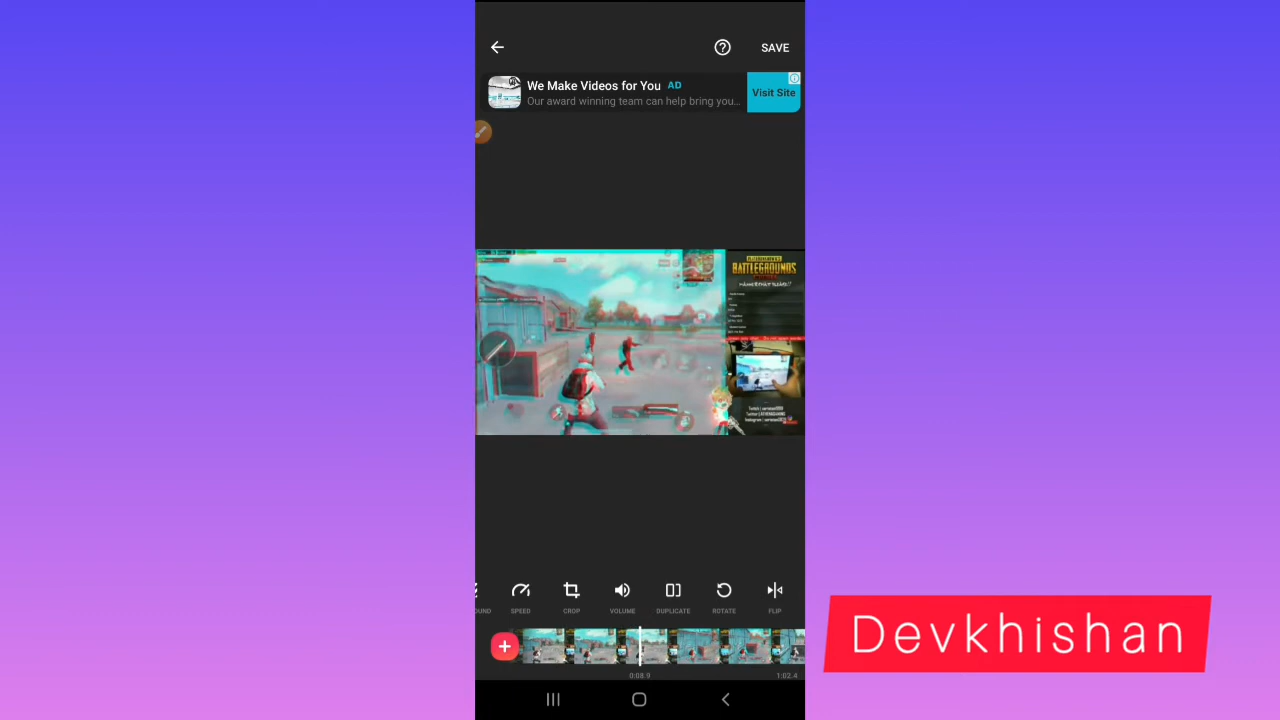 SAVE
We Make Videos for You AD
Our award winning team can help bring you...
Visit Site
BATTLEGROUNDS
OUND SPEED CROP VOLUME DUPLICATE ROTATE FLIP
Devkhishan
0:08.9 1:02.4